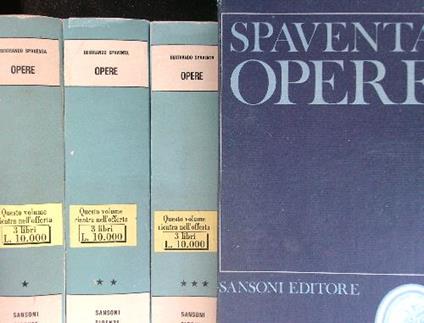 BERTRANDO SPAVENTA
OPERE
Questo volume
rientra nell'offerta
3 libri
L. 10.000
★
SANSONI
BERTRANDO SPAVENTA
OPERE
Questo volume
rientra nell'offerta
3 libri
L. 10.000
★★
SANSONI
FIRENZE
BERTRANDO SPAVENTA
OPERE
Questo volume
rientra nell'offerta
3 libri
L. 10.000
★★★
SANSONI
SPAVENTA
OPERE
SANSONI EDITORE